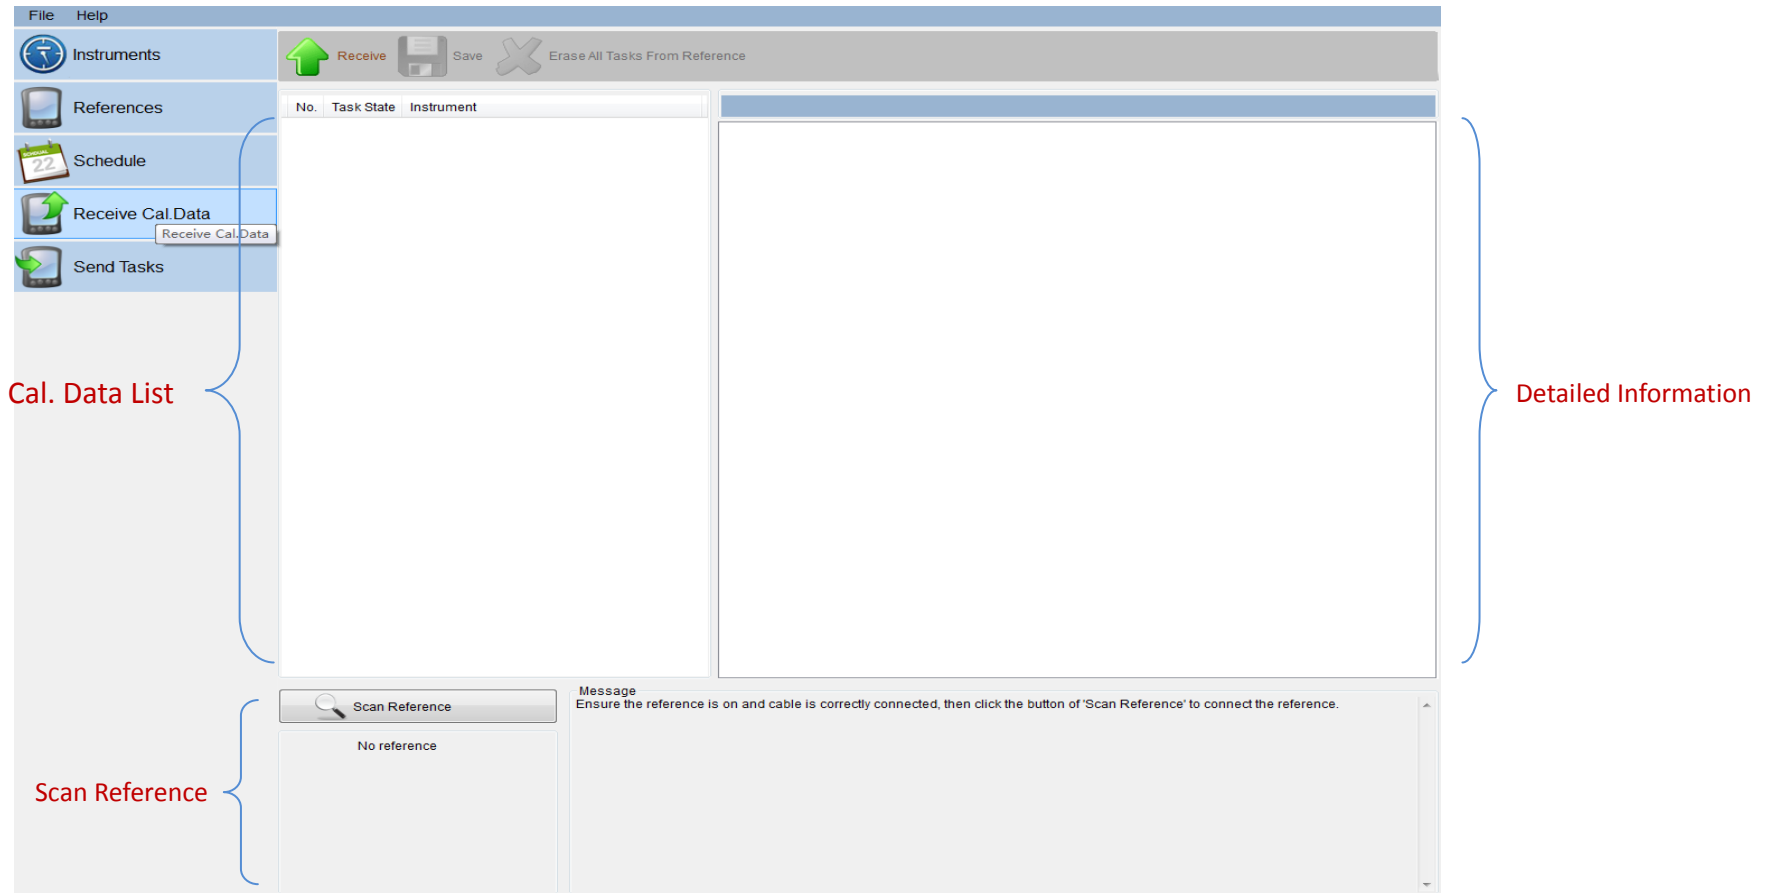 File Help
Instruments
Receive Save Erase All Tasks From Reference
References
No. Task State Instrument
Schedule
22
Receive Cal.Data
Receive Cal.Data
Send Tasks
Cal. Data List
Detailed Information
Scan Reference
Message
Ensure the reference is on and cable is correctly connected, then click the button of 'Scan Reference' to connect the reference.
No reference
Scan Reference